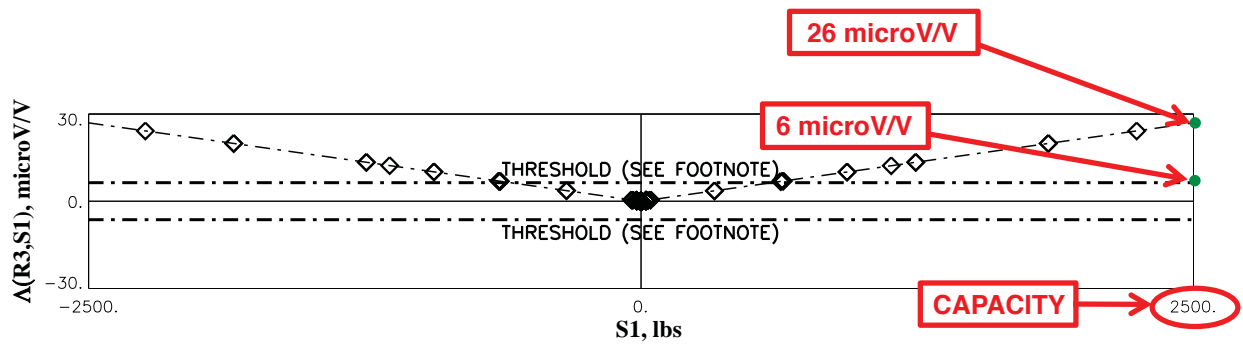 26 microV/V
6 microV/V
Λ(R3,S1), microV/V
30.
0.
−30.
THRESHOLD (SEE FOOTNOTE)
THRESHOLD (SEE FOOTNOTE)
−2500.
0.
2500.
CAPACITY
S1, lbs